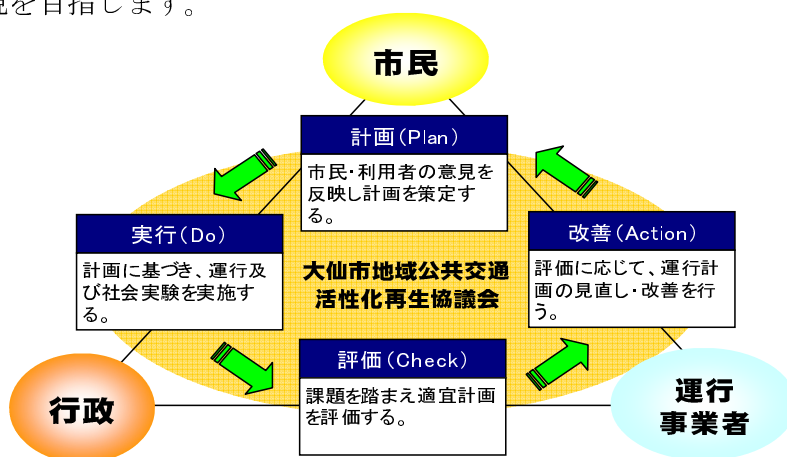 を目指します。
市民
計画(Plan)
市民・利用者の意見を
反映し計画を策定す
る。
実行(Do)
計画に基づき、運行及
び社会実験を実施す
る。
改善(Action)
評価に応じて、運行計
画の見直し・改善を行
う。
大仙市地域公共交通
活性化再生協議会
評価(Check)
課題を踏まえ適宜計画
を評価する。
行政
運行
事業者